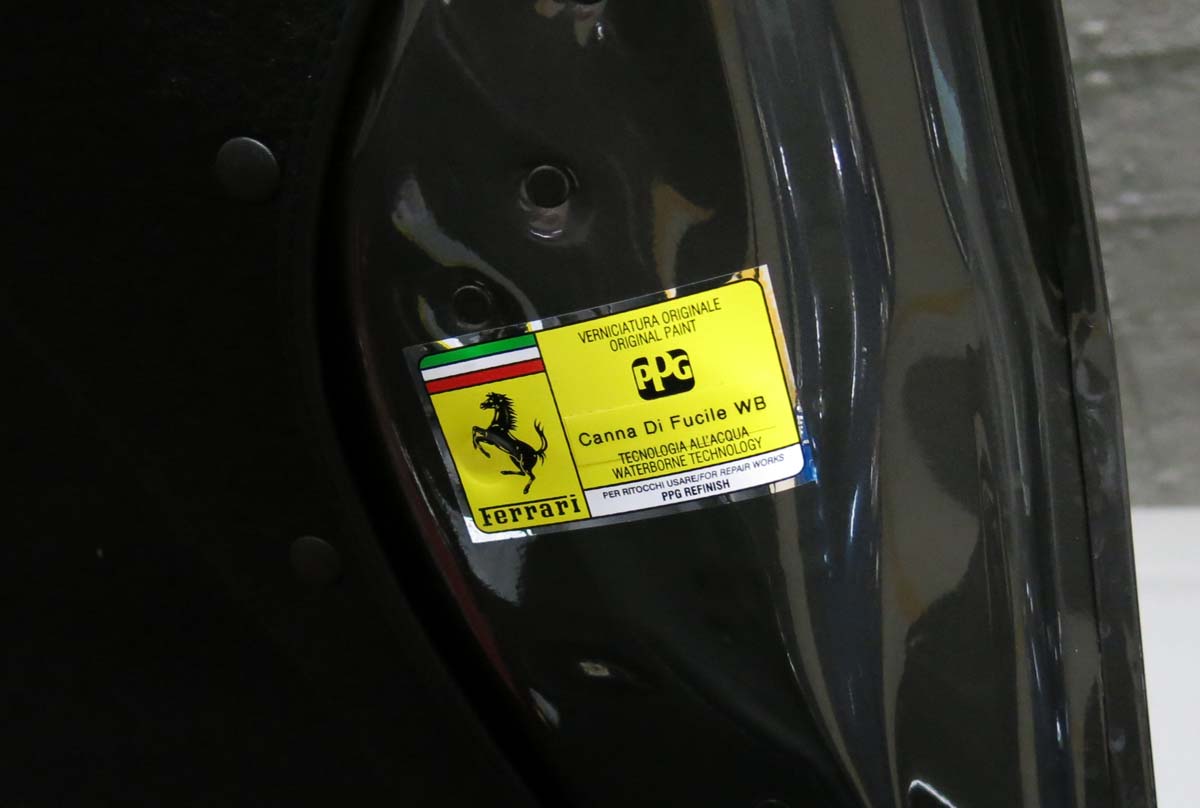 VERNICIATURA ORIGINALE
ORIGINAL PAINT
PPG
Canna Di Fucile WB
TECNOLOGIA ALL'ACQUA
WATERBORNE TECHNOLOGY
PER RITOCCHI USARE/FOR REPAIR WORKS
PPG REFINISH
Ferrari